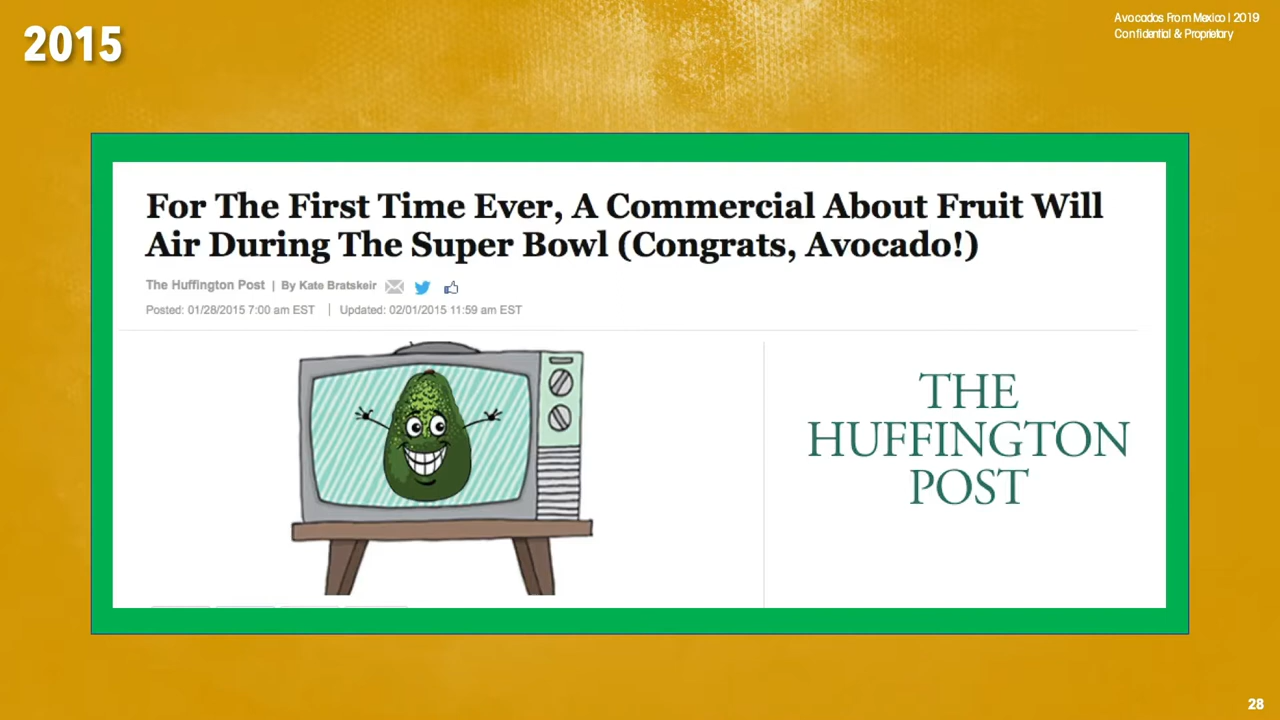 2015
Avocados From Mexico | 2019
Confidential & Proprietary
For The First Time Ever, A Commercial About Fruit Will
Air During The Super Bowl (Congrats, Avocado!)
The Huffington Post | By Kate Bratskeir
Posted: 01/28/2015 7:00 am EST | Updated: 02/01/2015 11:59 am EST
THE
HUFFINGTON
POST
28